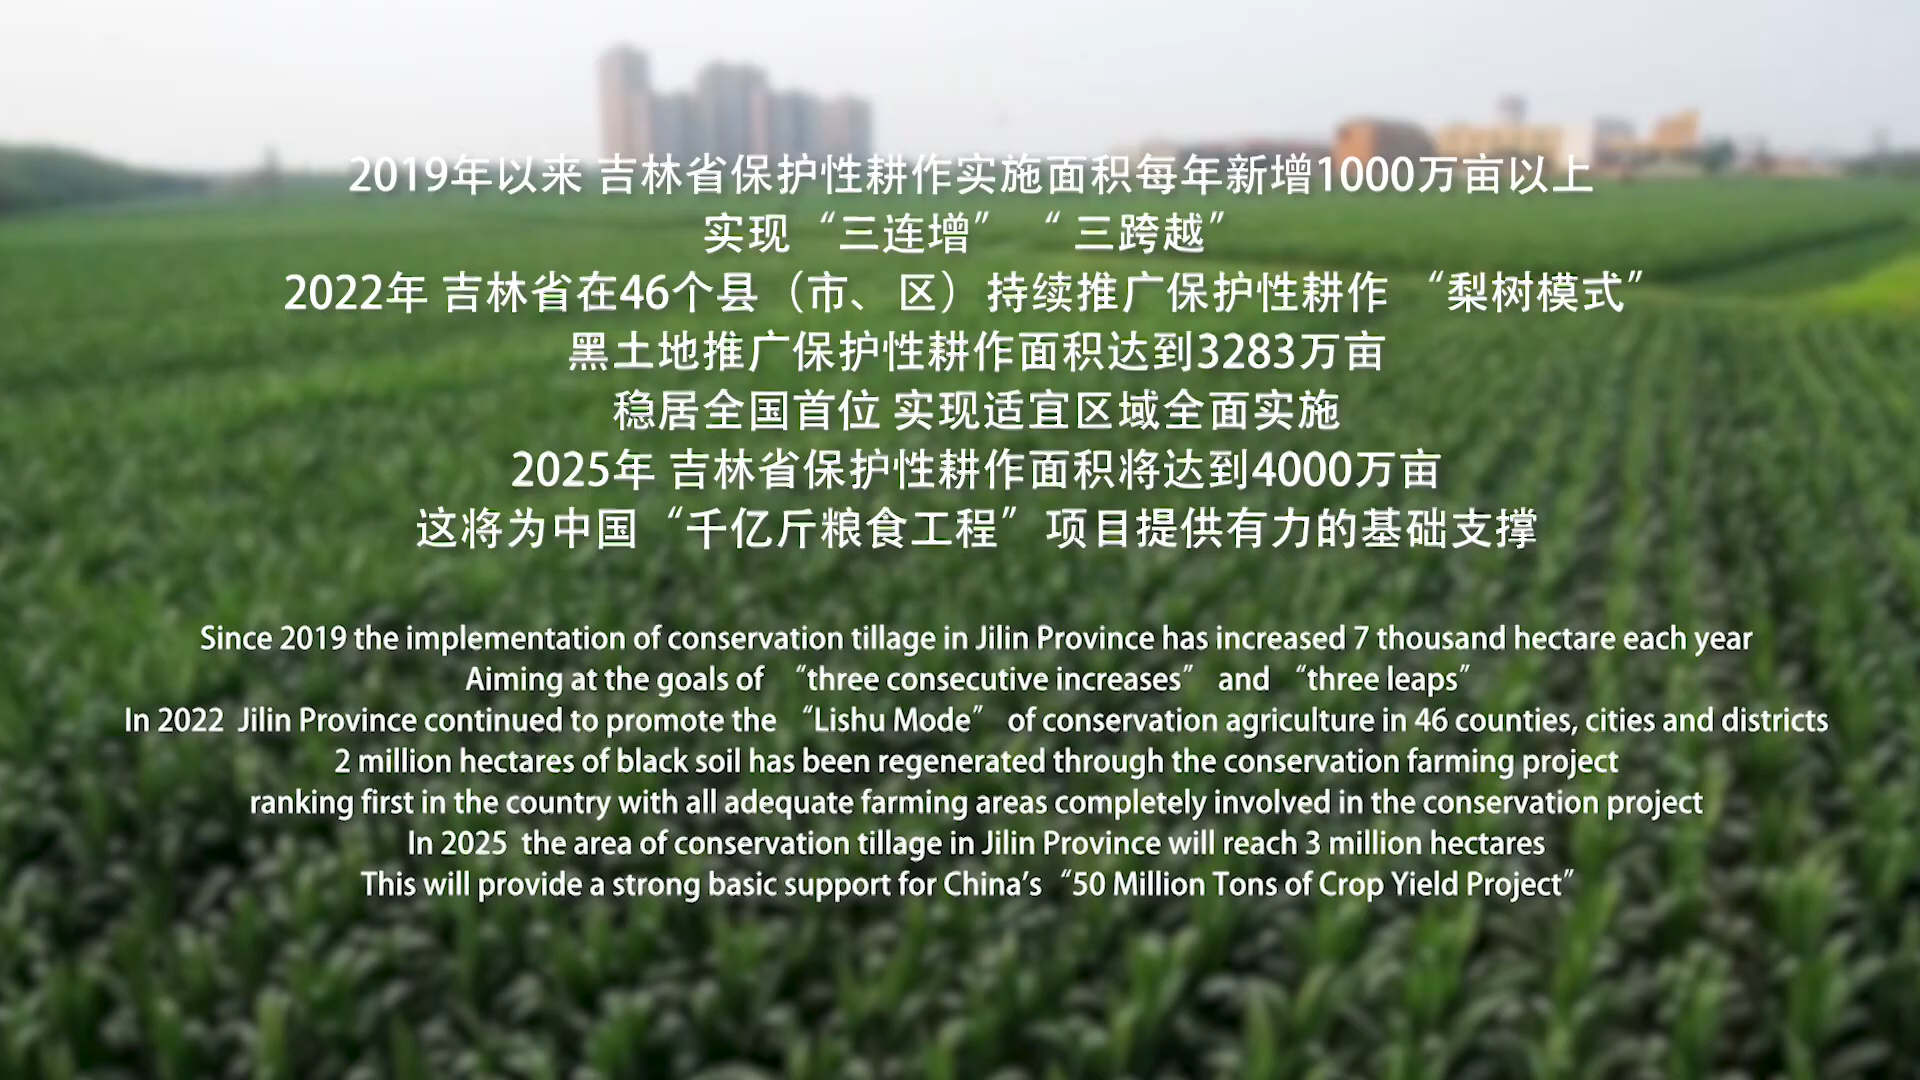 2019年以来 吉林省保护性耕作实施面积每年新增1000万亩以上
实现“三连增”“三跨越”
2022年 吉林省在46个县（市、区）持续推广保护性耕作“梨树模式”
黑土地推广保护性耕作面积达到3283万亩
稳居全国首位 实现适宜区域全面实施
2025年 吉林省保护性耕作面积将达到4000万亩
这将为中国“千亿斤粮食工程”项目提供有力的基础支撑
Since 2019 the implementation of conservation tillage in Jilin Province has increased 7 thousand hectare each year
Aiming at the goals of “three consecutive increases” and “three leaps”
In 2022 Jilin Province continued to promote the “Lishu Mode” of conservation agriculture in 46 counties, cities and districts
2 million hectares of black soil has been regenerated through the conservation farming project
ranking first in the country with all adequate farming areas completely involved in the conservation project
In 2025 the area of conservation tillage in Jilin Province will reach 3 million hectares
This will provide a strong basic support for China’s “50 Million Tons of Crop Yield Project”